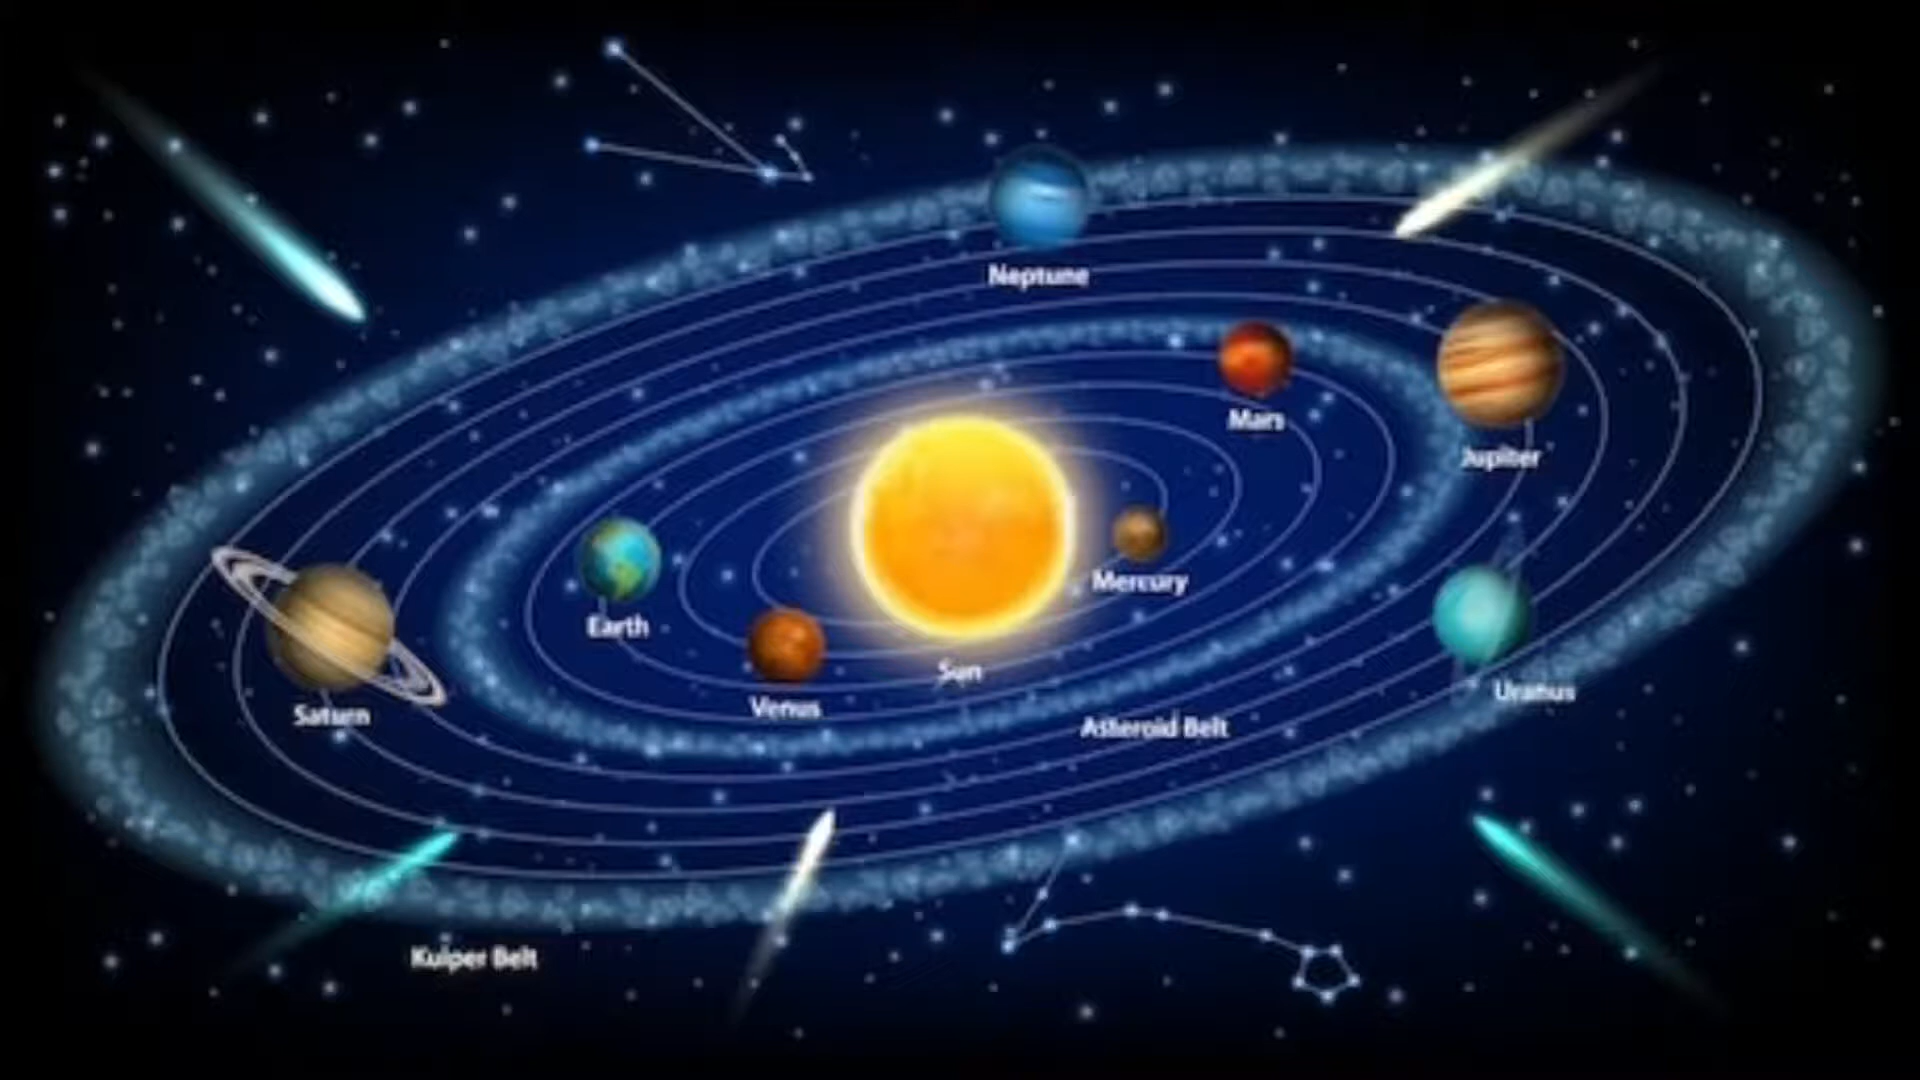 Neptune
Mars
Jupiter
Mercury
Earth
Sun
Uranus
Venus
Saturn
Asteroid Belt
Kuiper Belt